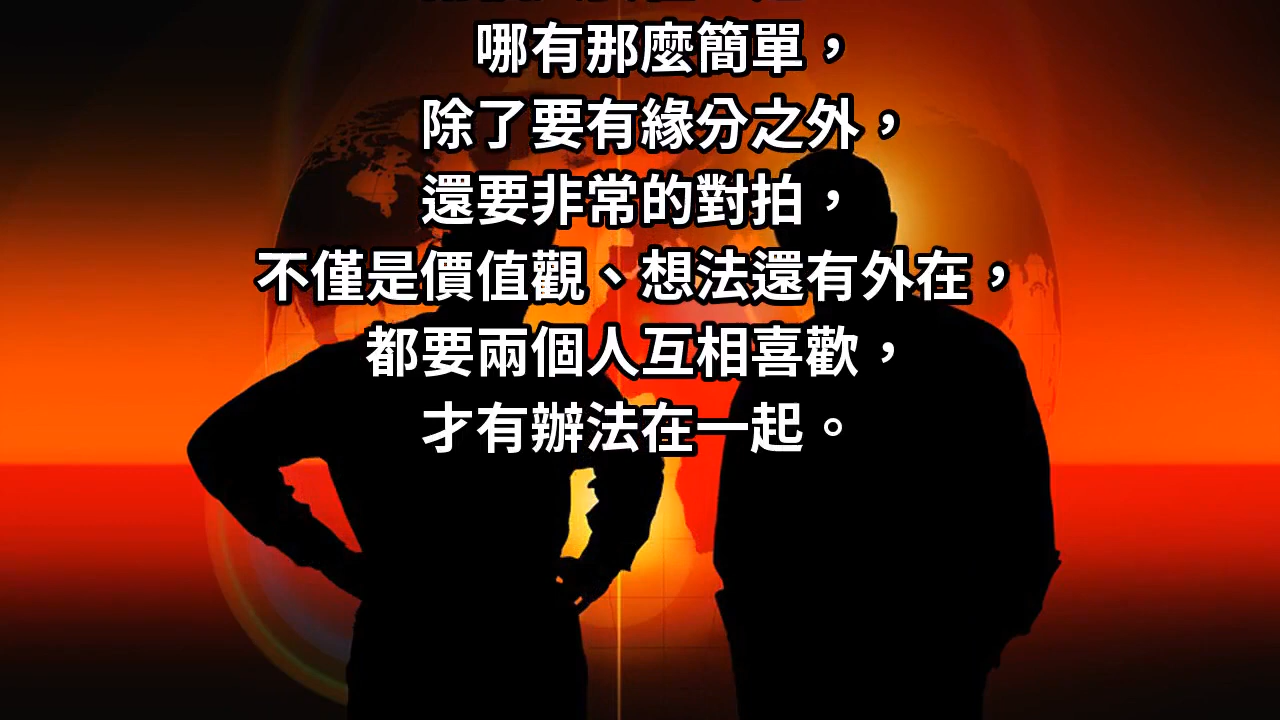 哪有那麼簡單，
除了要有緣分之外，
還要非常的對拍，
不僅是價值觀、想法還有外在，
都要兩個人互相喜歡，
才有辦法在一起。